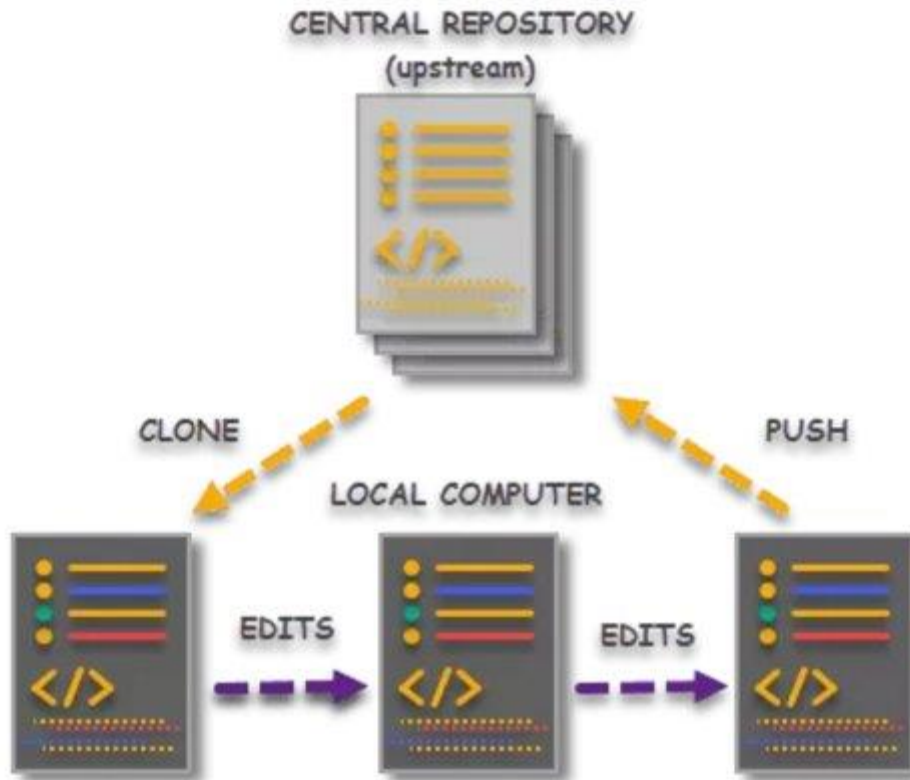 CENTRAL REPOSITORY
(upstream)
CLONE
PUSH
LOCAL COMPUTER
EDITS
EDITS